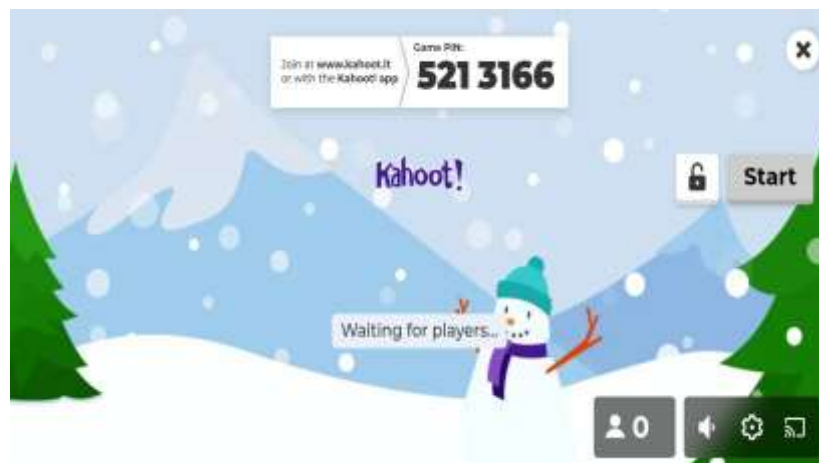 Join at www.kahoot.it
or with the Kahoot! app
Game PIN:
521 3166
Kahoot!
Start
Waiting for players...
0